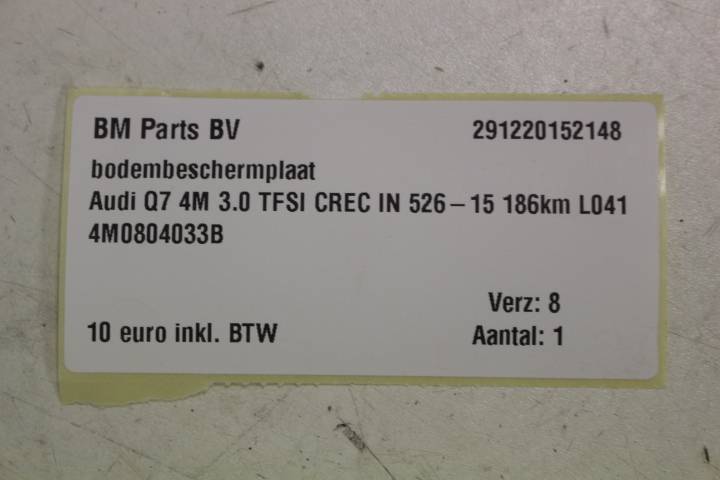 BM Parts BV 291220152148
bodembeschermplaat
Audi Q7 4M 3.0 TFSI CREC IN 526-15 186km L041
4M0804033B
Verz: 8
10 euro inkl. BTW Aantal: 1